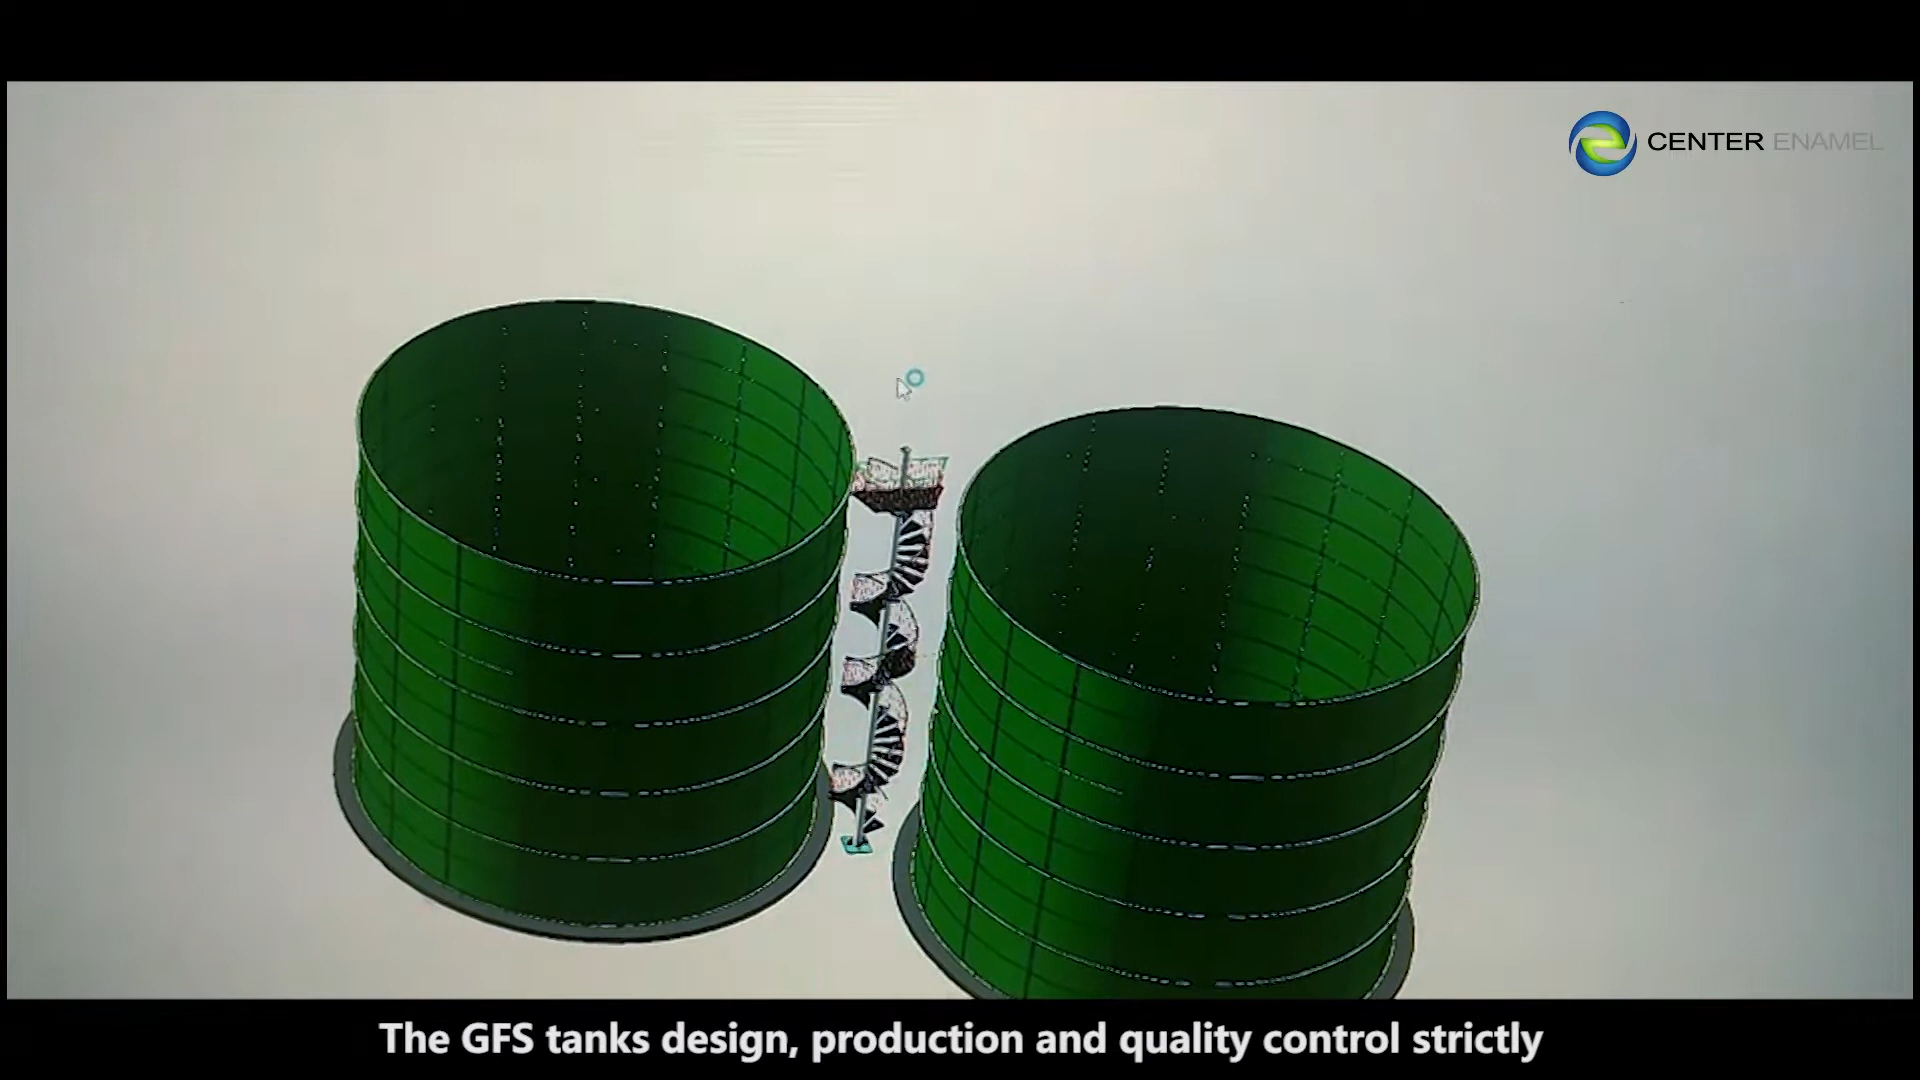 CENTER ENAMEL
The GFS tanks design, production and quality control strictly